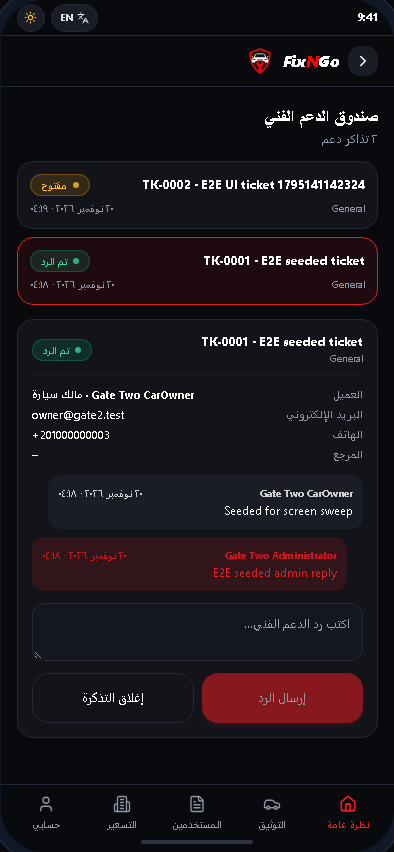 EN
9:41
FixNGo
صندوق الدعم الفني
٢ تذاكر دعم
TK-0002 - E2E UI ticket 1795141142324
مفتوح
General
٢٠ نوفمبر ٢٠٢٦، ٠٤:١٩
TK-0001 - E2E seeded ticket
تم الرد
General
٢٠ نوفمبر ٢٠٢٦، ٠٤:١٨
TK-0001 - E2E seeded ticket
تم الرد
General
العميل
Gate Two CarOwner · مالك سيارة
البريد الإلكتروني
owner@gate2.test
الهاتف
+201000000003
المرجع
—
Gate Two CarOwner
٢٠ نوفمبر ٢٠٢٦، ٠٤:١٨
Seeded for screen sweep
Gate Two Administrator
٢٠ نوفمبر ٢٠٢٦، ٠٤:١٨
E2E seeded admin reply
اكتب رد الدعم الفني...
إرسال الرد
إغلاق التذكرة
نظرة عامة
التوثيق
المستخدمين
التسعير
حسابي